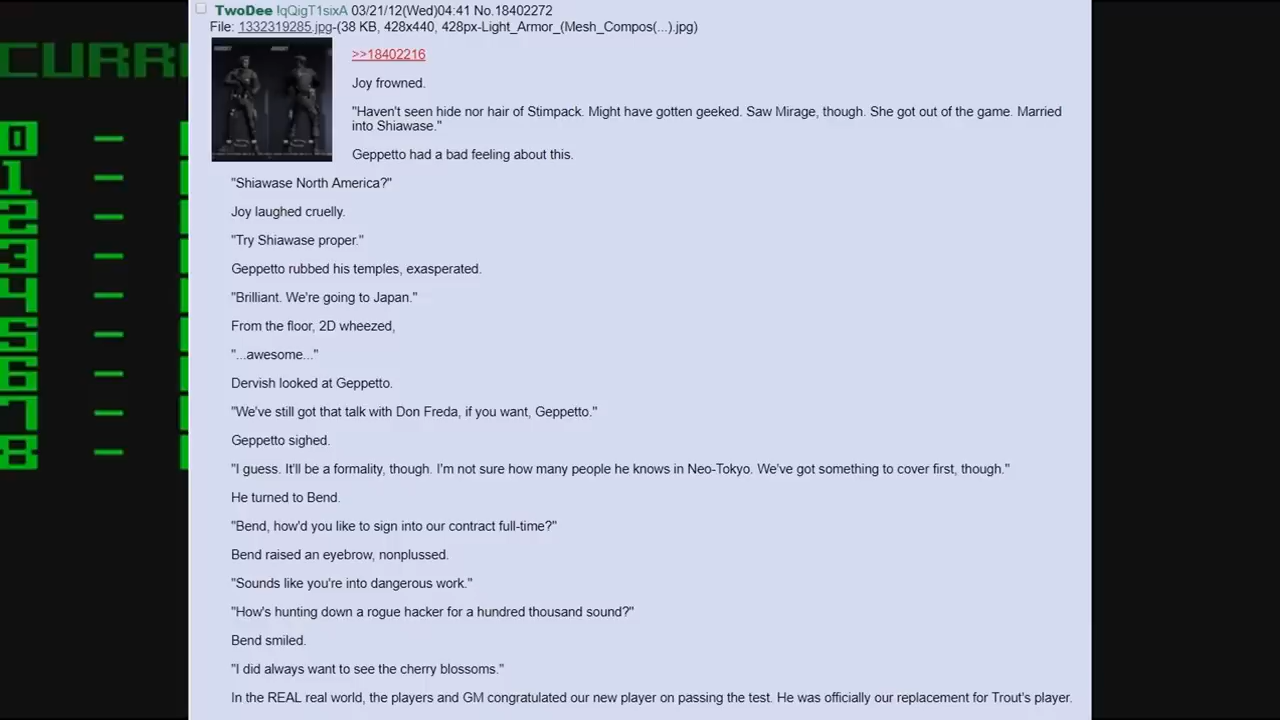 CURR
0 -
1 -
2 -
3 -
4 -
5 -
6 -
7 -
8 -
TwoDee !qQigT1sixA 03/21/12(Wed)04:41 No.18402272
File: 1332319285.jpg-(38 KB, 428x440, 428px-Light_Armor_(Mesh_Compos(...).jpg)
>>18402216
Joy frowned.
"Haven't seen hide nor hair of Stimpack. Might have gotten geeked. Saw Mirage, though. She got out of the game. Married
into Shiawase."
Geppetto had a bad feeling about this.
"Shiawase North America?"
Joy laughed cruelly.
"Try Shiawase proper."
Geppetto rubbed his temples, exasperated.
"Brilliant. We're going to Japan."
From the floor, 2D wheezed,
"...awesome..."
Dervish looked at Geppetto.
"We've still got that talk with Don Freda, if you want, Geppetto."
Geppetto sighed.
"I guess. It'll be a formality, though. I'm not sure how many people he knows in Neo-Tokyo. We've got something to cover first, though."
He turned to Bend.
"Bend, how'd you like to sign into our contract full-time?"
Bend raised an eyebrow, nonplussed.
"Sounds like you're into dangerous work."
"How's hunting down a rogue hacker for a hundred thousand sound?"
Bend smiled.
"I did always want to see the cherry blossoms."
In the REAL real world, the players and GM congratulated our new player on passing the test. He was officially our replacement for Trout's player.